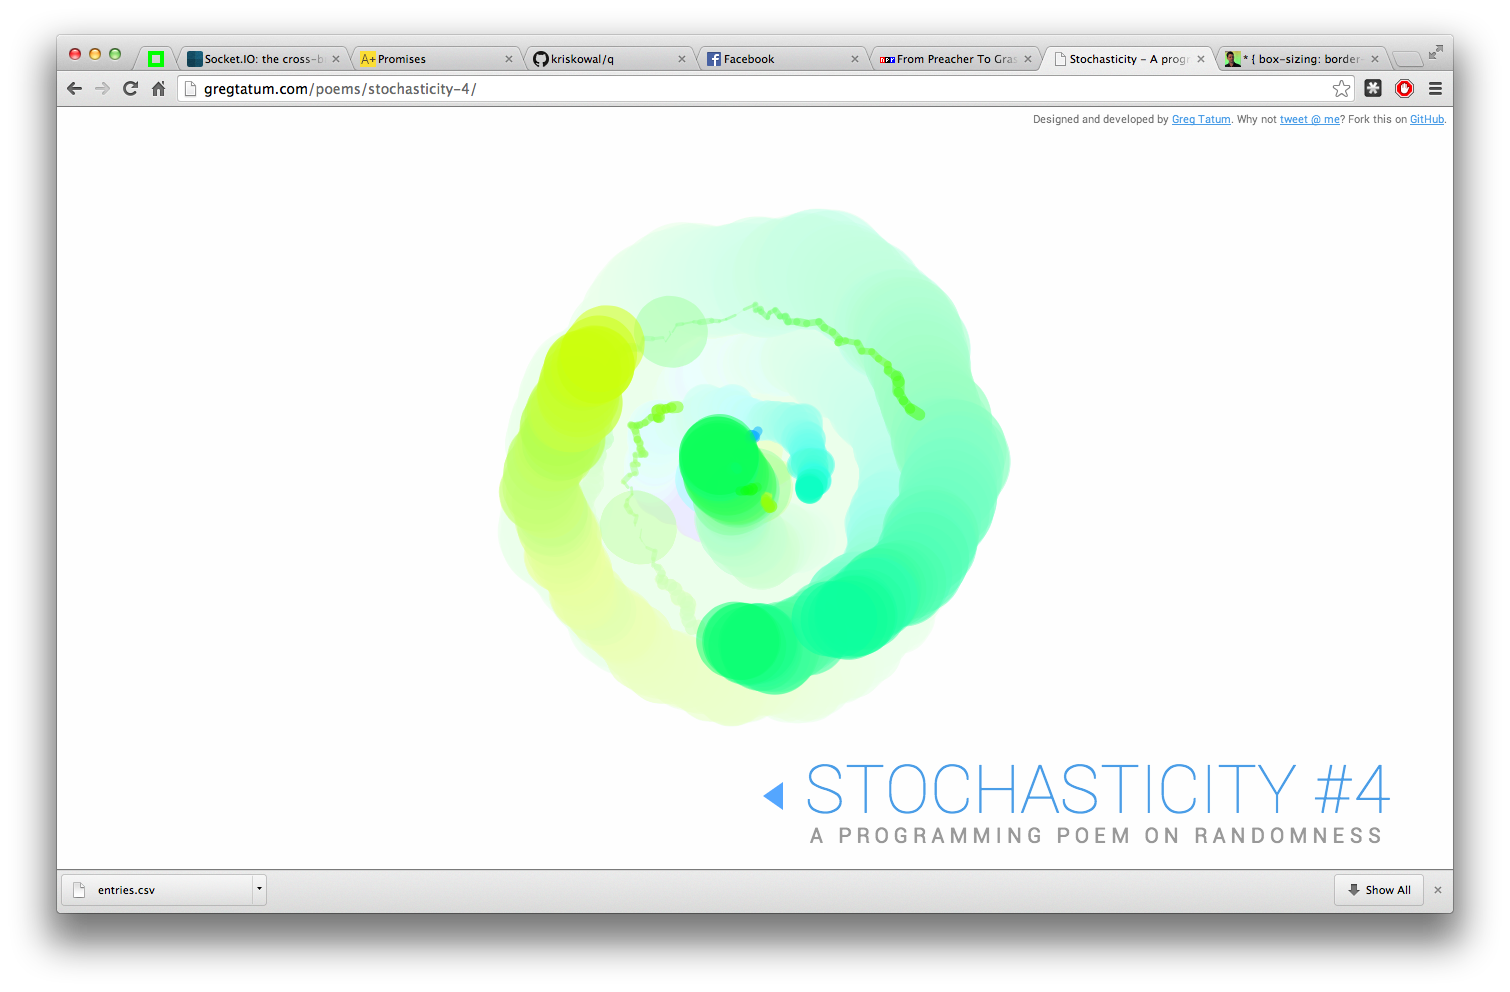 Socket.IO: the cross-b
A+ Promises
kriskowal/q
Facebook
npr From Preacher To Gras
Stochasticity - A progr
* { box-sizing: border-
gregtatum.com/poems/stochasticity-4/
Designed and developed by Greg Tatum. Why not tweet @ me? Fork this on GitHub.
STOCHASTICITY #4
A PROGRAMMING POEM ON RANDOMNESS
entries.csv
Show All